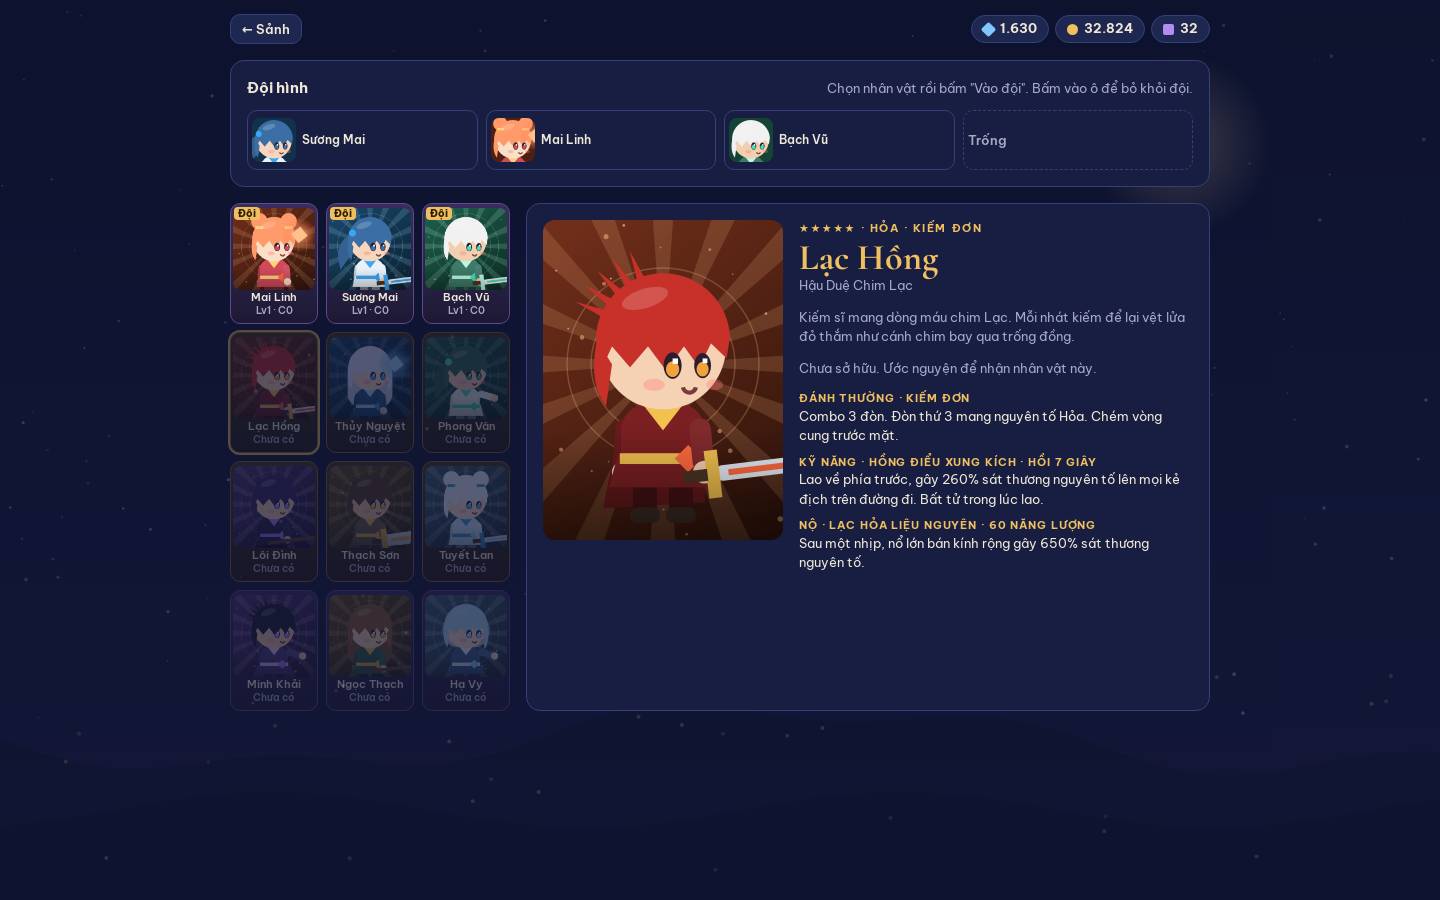 ← Sảnh
1.630
32.824
32
Đội hình
Chọn nhân vật rồi bấm "Vào đội". Bấm vào ô để bỏ khỏi đội.
Sương Mai
Mai Linh
Bạch Vũ
Trống
Đội
Đội
Đội
Mai Linh
Lv1 · C0
Sương Mai
Lv1 · C0
Bạch Vũ
Lv1 · C0
Lạc Hồng
Chưa có
Thủy Nguyệt
Chưa có
Phong Vân
Chưa có
Lôi Đình
Chưa có
Thạch Sơn
Chưa có
Tuyết Lan
Chưa có
Minh Khải
Chưa có
Ngọc Thạch
Chưa có
Hạ Vy
Chưa có
★★★★★ · HỎA · KIẾM ĐƠN
Lạc Hồng
Hậu Duệ Chim Lạc
Kiếm sĩ mang dòng máu chim Lạc. Mỗi nhát kiếm để lại vệt lửa
đỏ thắm như cánh chim bay qua trống đồng.
Chưa sở hữu. Ước nguyện để nhận nhân vật này.
ĐÁNH THƯỜNG · KIẾM ĐƠN
Combo 3 đòn. Đòn thứ 3 mang nguyên tố Hỏa. Chém vòng
cung trước mặt.
KỸ NĂNG · HỒNG ĐIỂU XUNG KÍCH · HỒI 7 GIÂY
Lao về phía trước, gây 260% sát thương nguyên tố lên mọi kẻ
địch trên đường đi. Bất tử trong lúc lao.
NỘ · LẠC HỎA LIỆU NGUYÊN · 60 NĂNG LƯỢNG
Sau một nhịp, nổ lớn bán kính rộng gây 650% sát thương
nguyên tố.